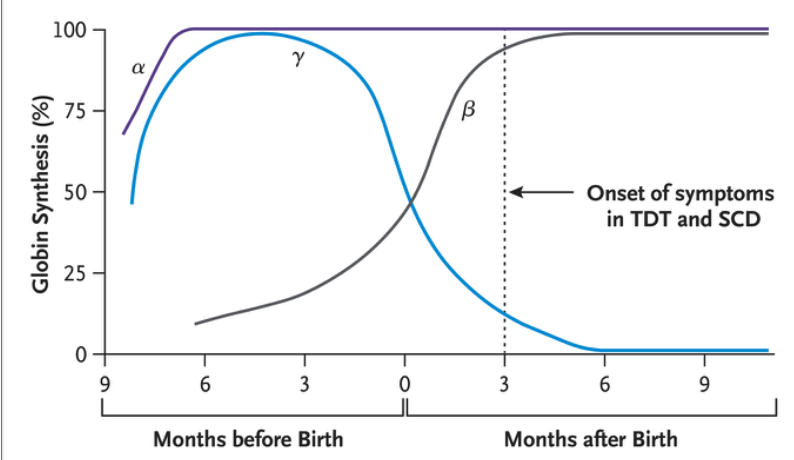 100
α
γ
75
β
Globin Synthesis (%)
50
Onset of symptoms
in TDT and SCD
25
0
9 6 3 0 3 6 9
Months before Birth Months after Birth